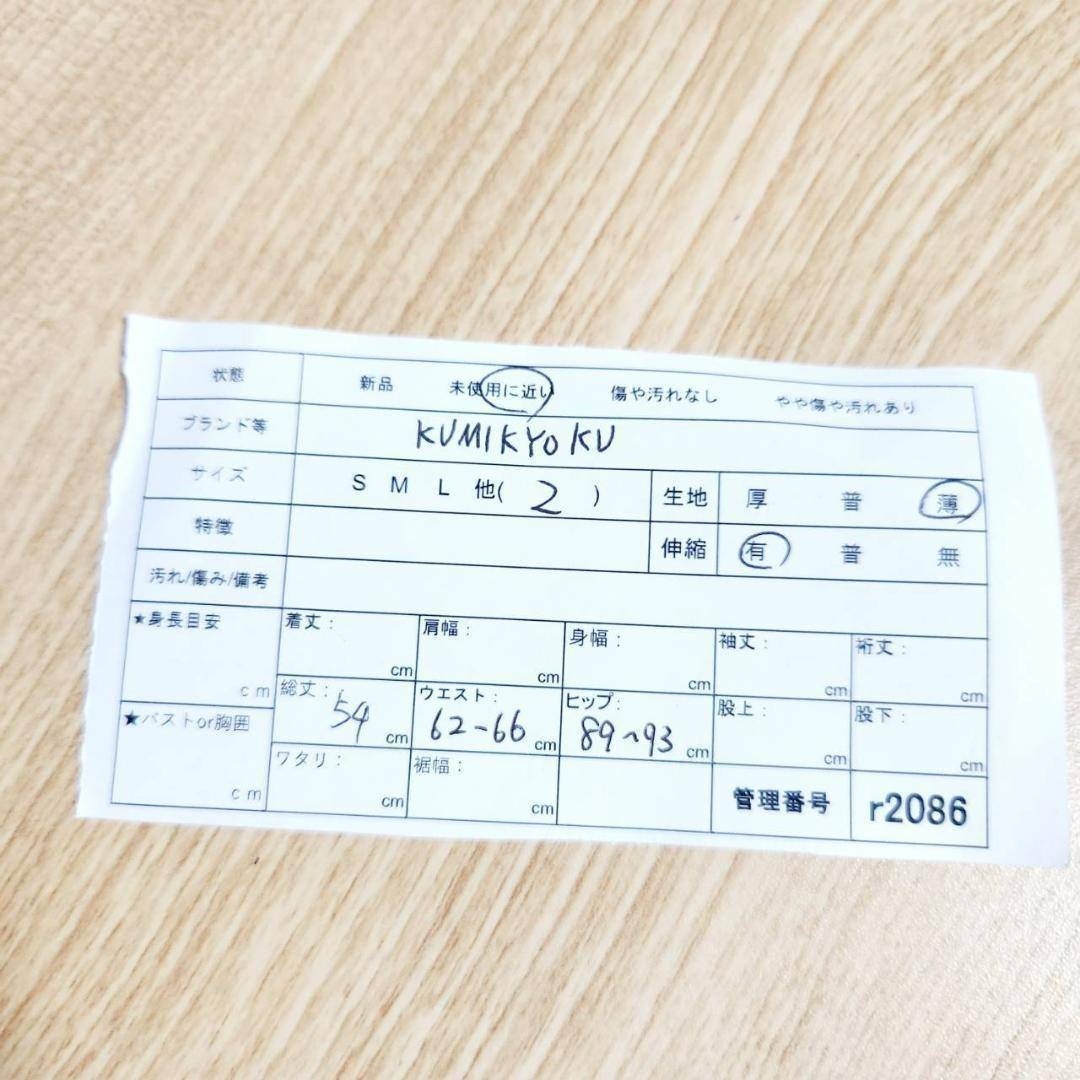 状態 新品 未使用に近い 傷や汚れなし やや傷や汚れあり
ブランド等 KUMIKYOKU
サイズ S M L 他( 2 ) 生地 厚 普 薄
特徴 伸縮 有 普 無
汚れ/傷み/備考
★身長目安 cm 着丈: cm 肩幅: cm 身幅: cm 袖丈: cm 裄丈: cm
総丈: 54 cm ウエスト: 62~66 cm ヒップ: 89~93 cm 股上: cm 股下: cm
★バストor胸囲 cm ワタリ: cm 裾幅: cm 管理番号 r2086